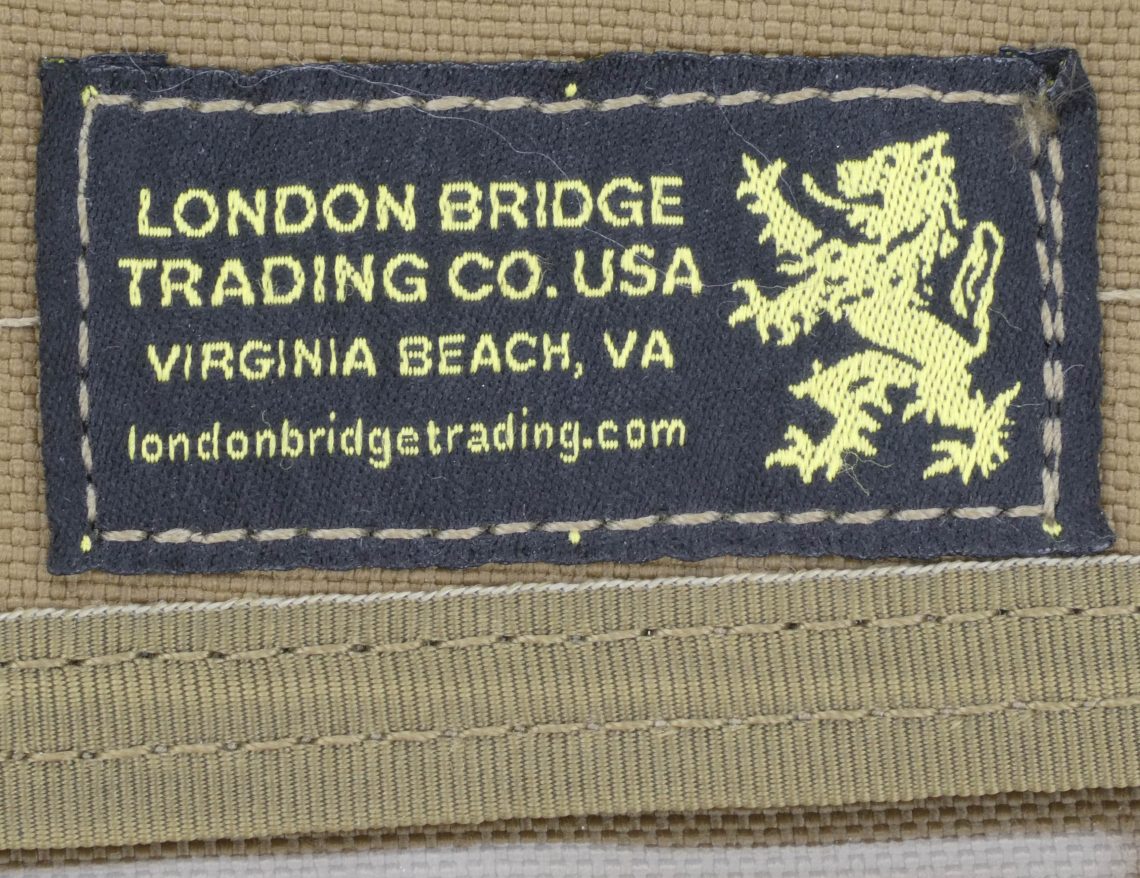 LONDON BRIDGE
TRADING CO. USA
VIRGINIA BEACH, VA
londonbridgetrading.com